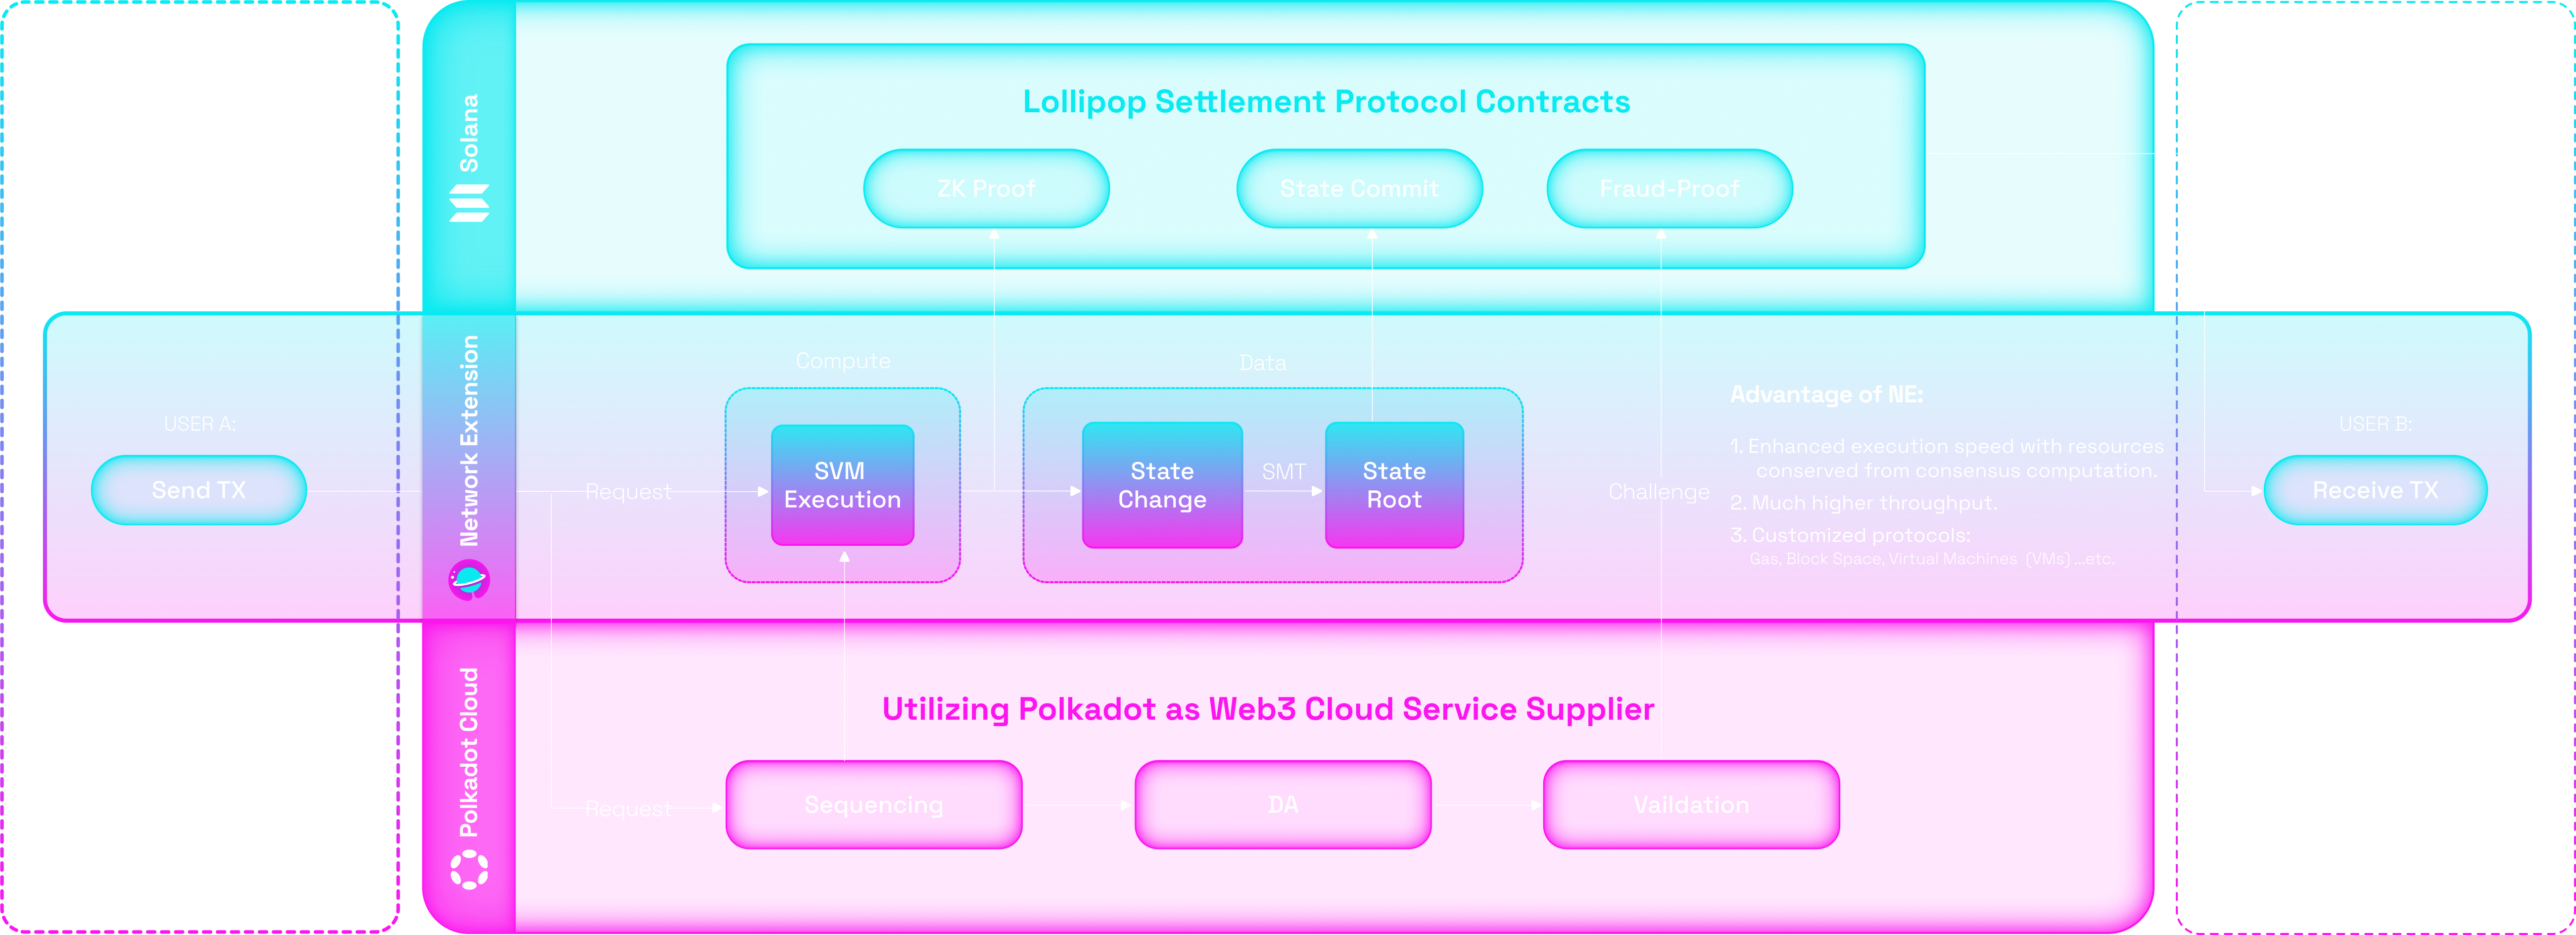 Solana
Lollipop Settlement Protocol Contracts
ZK Proof
State Commit
Fraud-Proof
Network Extension
USER A:
Send TX
Request
Compute
SVM
Execution
Data
State
Change
SMT
State
Root
Challenge
Advantage of NE:
1. Enhanced execution speed with resources
conserved from consensus computation.
2. Much higher throughput.
3. Customized protocols:
Gas, Block Space, Virtual Machines (VMs) ...etc.
USER B:
Receive TX
Polkadot Cloud
Utilizing Polkadot as Web3 Cloud Service Supplier
Request
Sequencing
DA
Vaildation